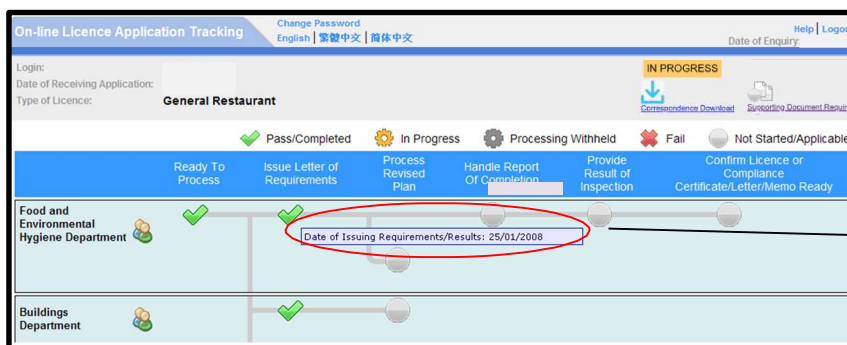 On-line Licence Application Tracking
Change Password
English | 繁體中文 | 简体中文
Help | Logou
Date of Enquiry:
Login:
Date of Receiving Application:
Type of Licence: General Restaurant
IN PROGRESS
Correspondence Download
Supporting Document Requir
Pass/Completed In Progress Processing Withheld Fail Not Started/Applicable
Ready To Process
Issue Letter of Requirements
Process Revised Plan
Handle Report Of Completion
Provide Result of Inspection
Confirm Licence or Compliance Certificate/Letter/Memo Ready
Food and
Environmental
Hygiene Department
Date of Issuing Requirements/Results: 25/01/2008
Buildings
Department